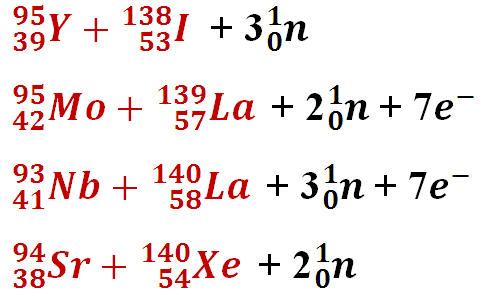 ⁹⁵₃₉Y + ¹³⁸₅₃I + 3¹₀n
⁹⁵₄₂Mo + ¹³⁹₅₇La + 2¹₀n + 7e⁻
⁹³₄₁Nb + ¹⁴⁰₅₈La + 3¹₀n + 7e⁻
⁹⁴₃₈Sr + ¹⁴⁰₅₄Xe + 2¹₀n